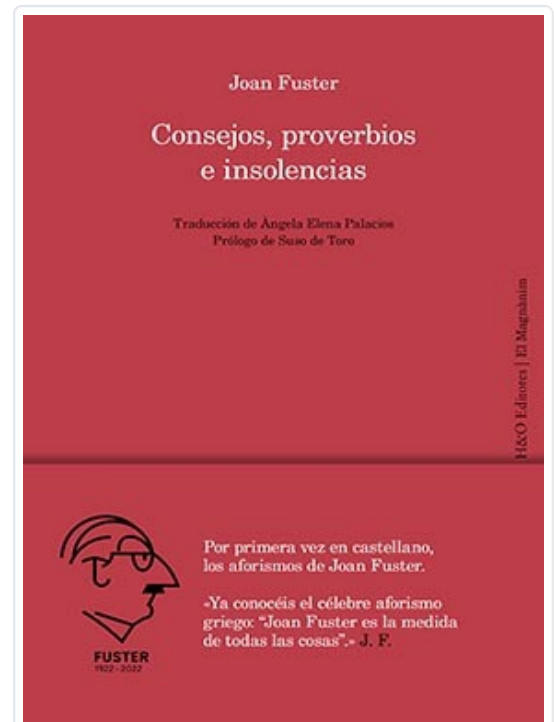 Joan Fuster
Consejos, proverbios
e insolencias
Traducción de Àngela Elena Palacios
Prólogo de Suso de Toro
H&O Editores | El Magnànim
Por primera vez en castellano,
los aforismos de Joan Fuster.
«Ya conocéis el célebre aforismo
griego: “Joan Fuster es la medida
de todas las cosas”.» J. F.
FUSTER
1922-2022